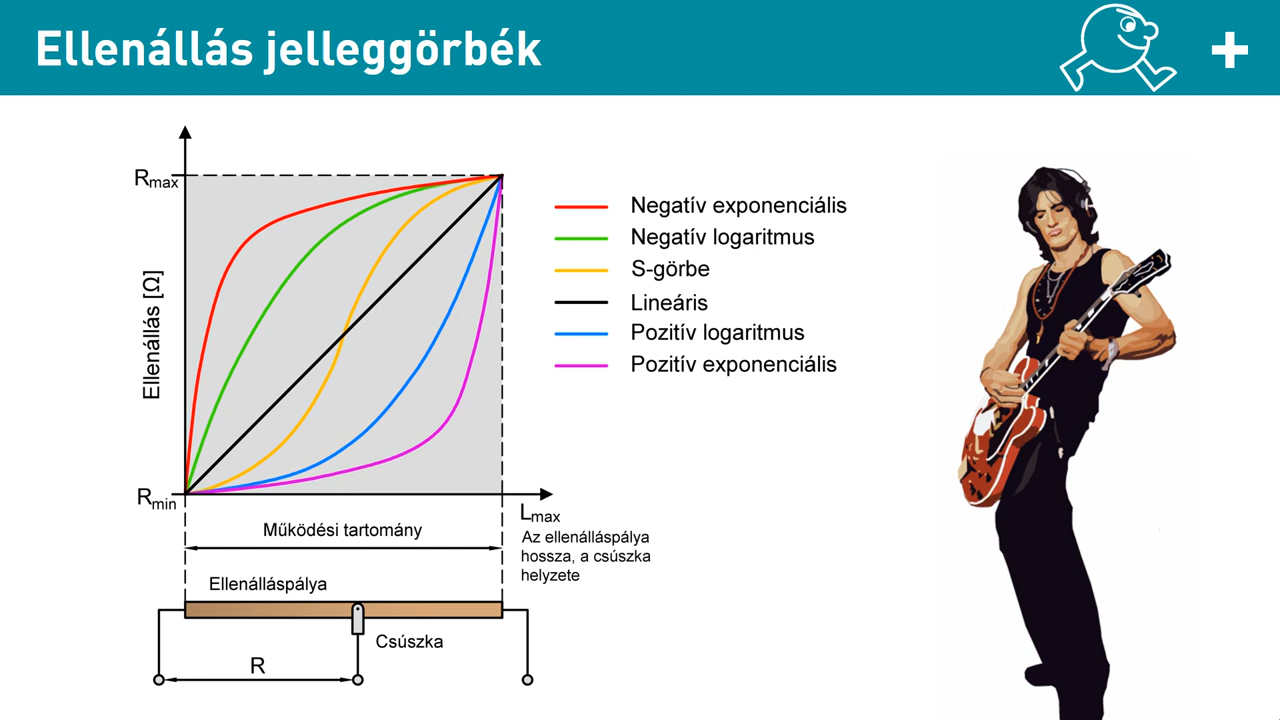 Ellenállás jelleggörbék
Rmax
Ellenállás [Ω]
Rmin
Negatív exponenciális
Negatív logaritmus
S-görbe
Lineáris
Pozitív logaritmus
Pozitív exponenciális
Lmax
Az ellenálláspálya
hossza, a csúszka
helyzete
Működési tartomány
Ellenálláspálya
Csúszka
R